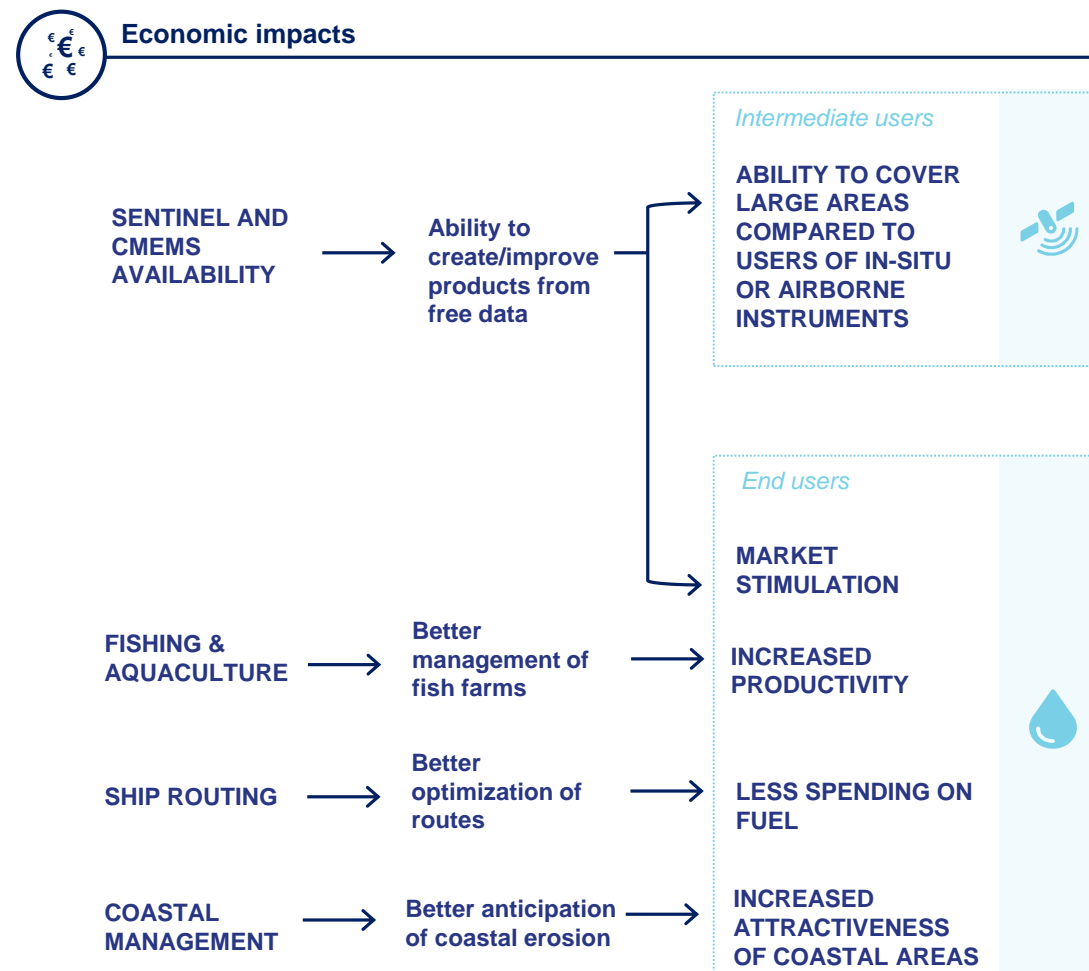 Economic impacts
Intermediate users
SENTINEL AND
CMEMS
AVAILABILITY
Ability to
create/improve
products from
free data
ABILITY TO COVER
LARGE AREAS
COMPARED TO
USERS OF IN-SITU
OR AIRBORNE
INSTRUMENTS
End users
MARKET
STIMULATION
FISHING &
AQUACULTURE
Better
management of
fish farms
INCREASED
PRODUCTIVITY
SHIP ROUTING
Better
optimization of
routes
LESS SPENDING ON
FUEL
COASTAL
MANAGEMENT
Better anticipation
of coastal erosion
INCREASED
ATTRACTIVENESS
OF COASTAL AREAS